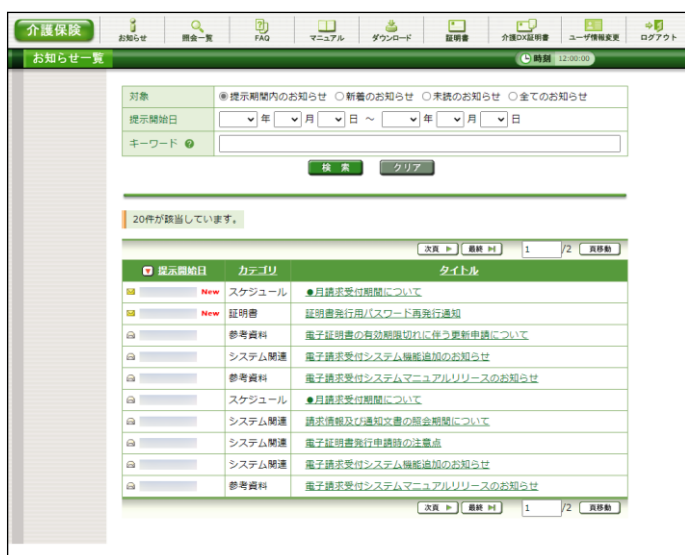 介護保険
お知らせ 照会一覧 FAQ マニュアル ダウンロード 証明書 介護DX証明書 ユーザ情報変更 ログアウト
お知らせ一覧 時刻 12:00:00
対象 提示期間内のお知らせ 新着のお知らせ 未読のお知らせ 全てのお知らせ
提示開始日 年 月 日 ～ 年 月 日
キーワード ?
検 索 クリア
20件が該当しています。
次頁 最終 1 /2 頁移動
提示開始日 カテゴリ タイトル
New スケジュール ●月請求受付期間について
New 証明書 証明書発行用パスワード再発行通知
参考資料 電子証明書の有効期限切れに伴う更新申請について
システム関連 電子請求受付システム機能追加のお知らせ
参考資料 電子請求受付システムマニュアルリリースのお知らせ
スケジュール ●月請求受付期間について
システム関連 請求情報及び通知文書の照会期間について
システム関連 電子証明書発行申請時の注意点
システム関連 電子請求受付システム機能追加のお知らせ
参考資料 電子請求受付システムマニュアルリリースのお知らせ
次頁 最終 1 /2 頁移動